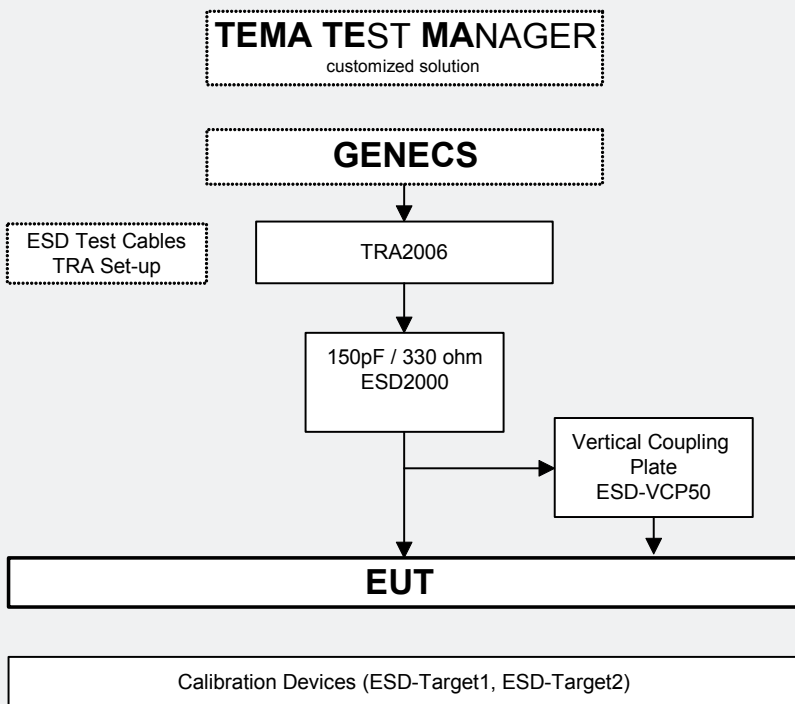 TEMA TEST MANAGER
customized solution
GENECS
ESD Test Cables
TRA Set-up
TRA2006
150pF / 330 ohm
ESD2000
Vertical Coupling
Plate
ESD-VCP50
EUT
Calibration Devices (ESD-Target1, ESD-Target2)